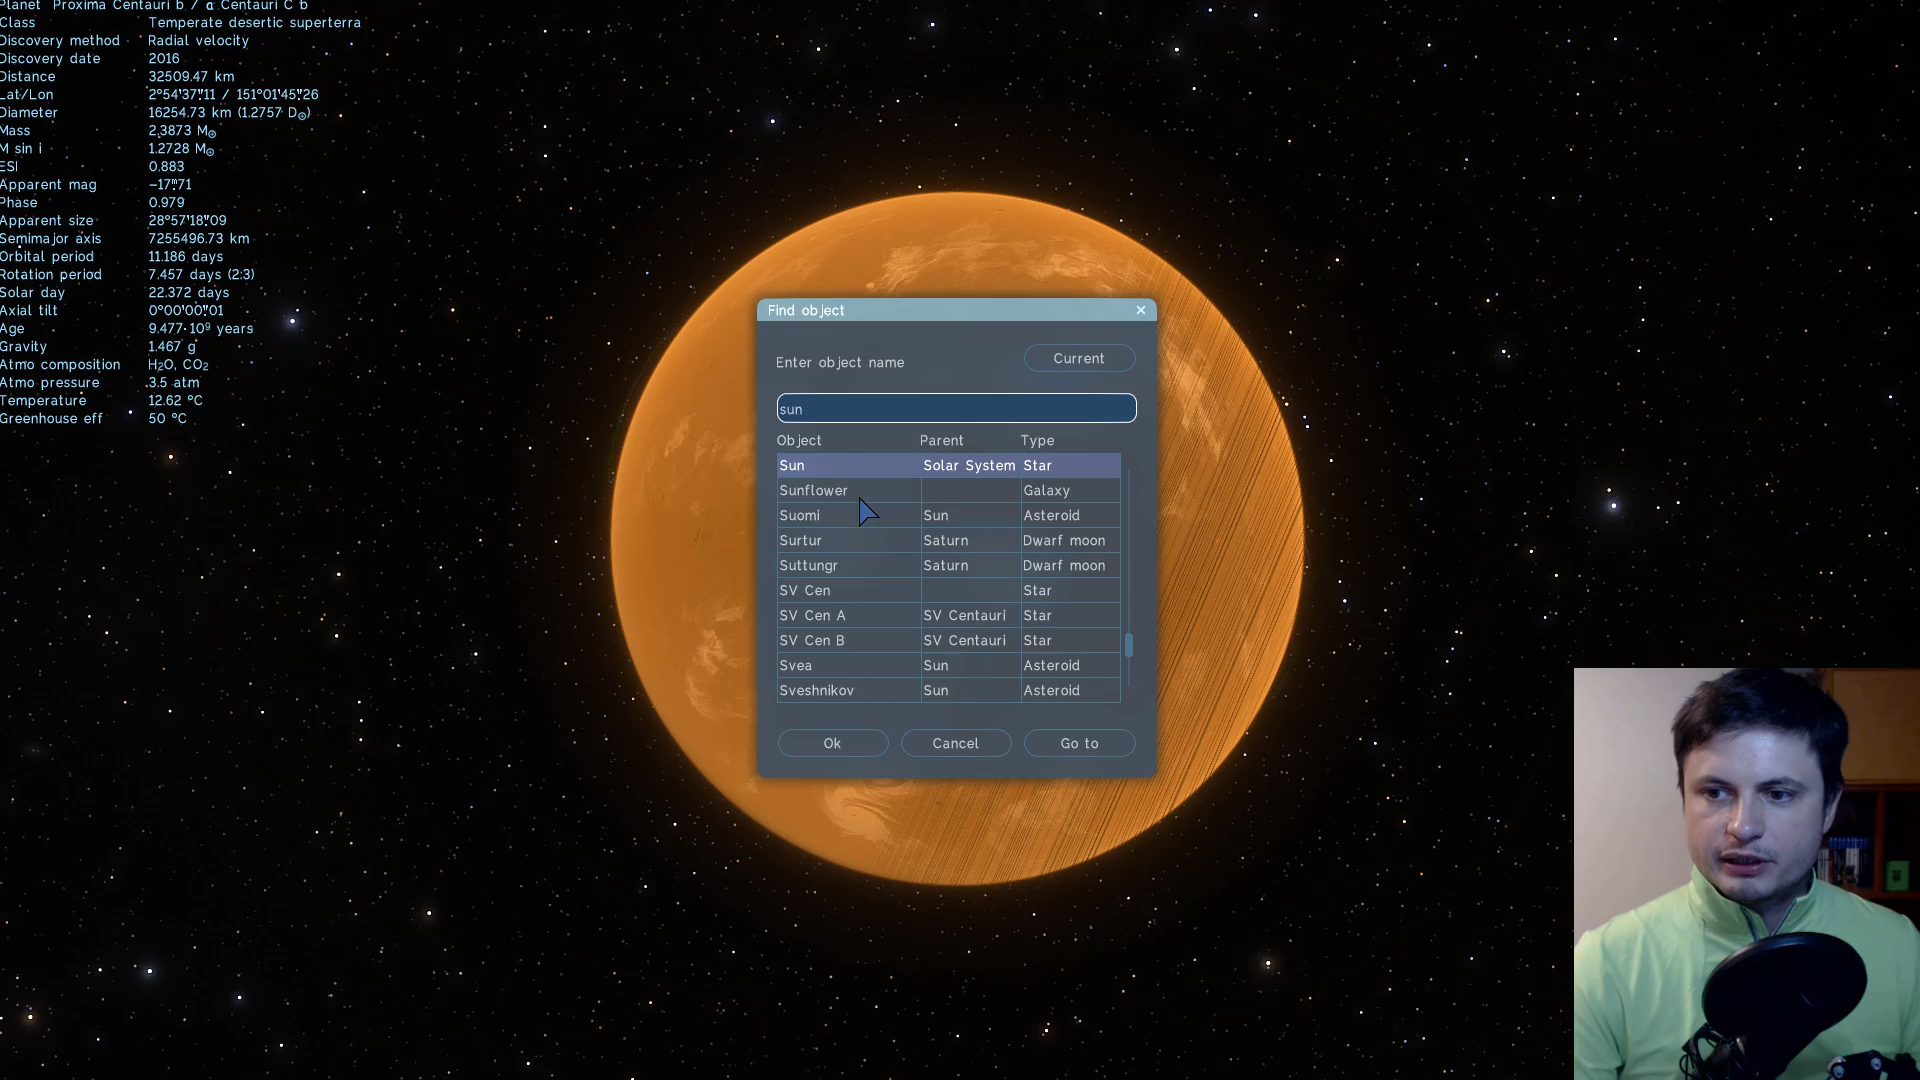 Planet Proxima Centauri b / α Centauri C b
Class Temperate desertic superterra
Discovery method Radial velocity
Discovery date 2016
Distance 32509.47 km
Lat/Lon 2°54'37"11 / 151°01'45"26
Diameter 16254.73 km (1.2757 D⊕)
Mass 2.3873 M⊕
M sin i 1.2728 M⊕
ESI 0.883
Apparent mag −17ᵐ71
Phase 0.979
Apparent size 28°57'18"09
Semimajor axis 7255496.73 km
Orbital period 11.186 days
Rotation period 7.457 days (2:3)
Solar day 22.372 days
Axial tilt 0°00'00"01
Age 9.477·10⁹ years
Gravity 1.467 g
Atmo composition H₂O, CO₂
Atmo pressure 3.5 atm
Temperature 12.62 °C
Greenhouse eff 50 °C
Find object ×
Enter object name Current
sun
Object Parent Type
Sun Solar System Star
Sunflower Galaxy
Suomi Sun Asteroid
Surtur Saturn Dwarf moon
Suttungr Saturn Dwarf moon
SV Cen Star
SV Cen A SV Centauri Star
SV Cen B SV Centauri Star
Svea Sun Asteroid
Sveshnikov Sun Asteroid
Ok Cancel Go to